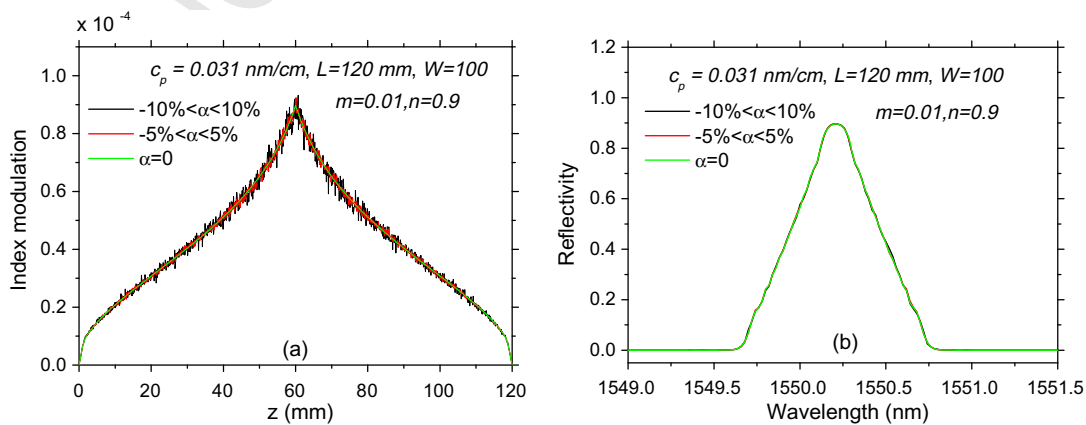 x 10 -4
1.0
0.8
0.6
0.4
0.2
0.0
Index modulation
cp = 0.031 nm/cm, L=120 mm, W=100
m=0.01,n=0.9
-10%<α<10%
-5%<α<5%
α=0
(a)
0 20 40 60 80 100 120
z (mm)
1.2
1.0
0.8
0.6
0.4
0.2
0.0
Reflectivity
cp = 0.031 nm/cm, L=120 mm, W=100
-10%<α<10% m=0.01,n=0.9
-5%<α<5%
α=0
(b)
1549.0 1549.5 1550.0 1550.5 1551.0 1551.5
Wavelength (nm)